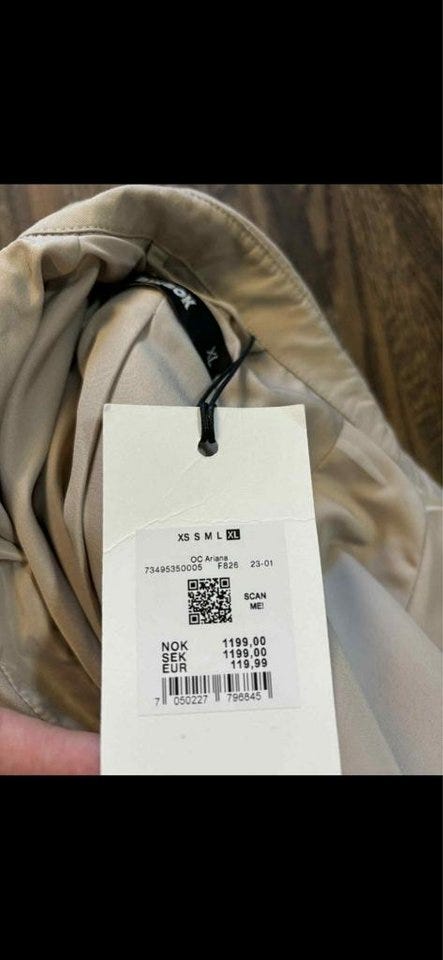 XL
XS S M L XL
OC Ariana
73495350005 F826 23-01
SCAN
ME!
NOK 1199,00
SEK 1199,00
EUR 119,99
7 050227 796845